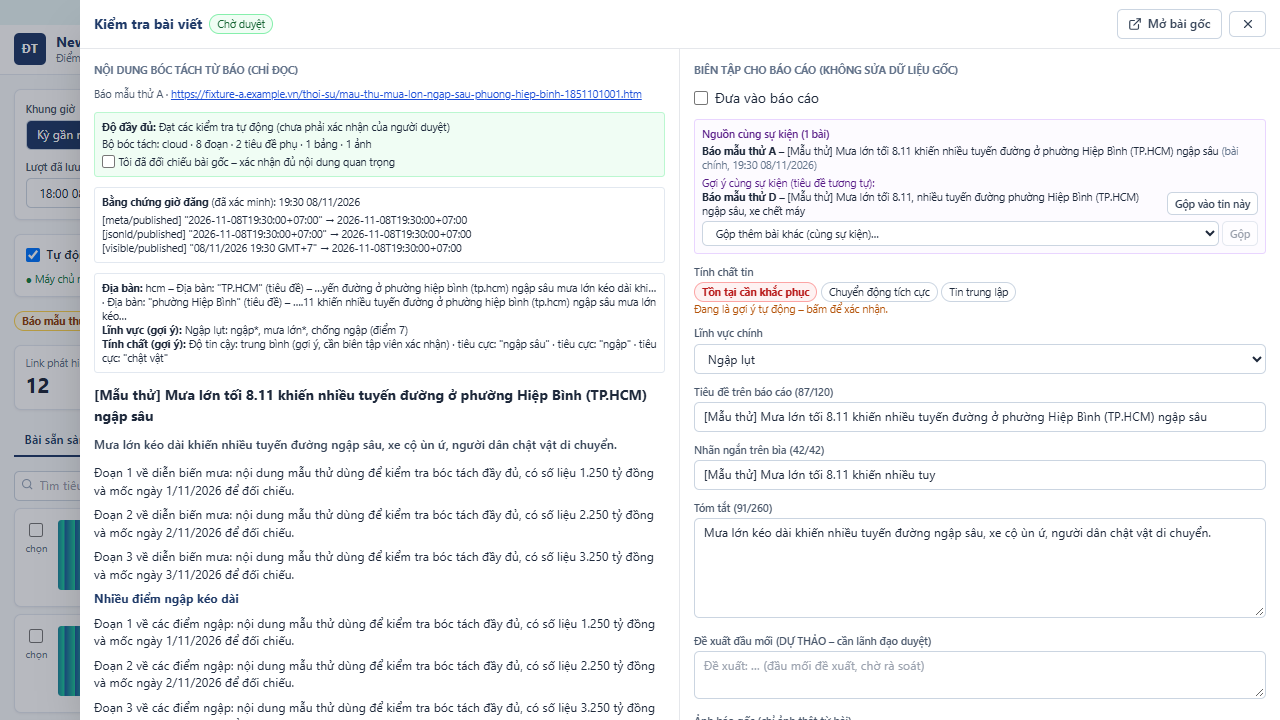 Kiểm tra bài viết
Chờ duyệt
Mở bài gốc
ĐT
New
Điểm
Khung giờ
Kỳ gần n
Lượt đã lưu
18:00 08
Tự độ
Máy chủ n
Báo mẫu thử
Link phát hi
12
Bài sẵn sà
Tìm tiêu
chọn
chọn
NỘI DUNG BÓC TÁCH TỪ BÁO (CHỈ ĐỌC)
Báo mẫu thử A · https://fixture-a.example.vn/thoi-su/mau-thu-mua-lon-ngap-sau-phuong-hiep-binh-1851101001.htm
Độ đầy đủ: Đạt các kiểm tra tự động (chưa phải xác nhận của người duyệt)
Bộ bóc tách: cloud · 8 đoạn · 2 tiêu đề phụ · 1 bảng · 1 ảnh
Tôi đã đối chiếu bài gốc – xác nhận đủ nội dung quan trọng
Bằng chứng giờ đăng (đã xác minh): 19:30 08/11/2026
[meta/published] "2026-11-08T19:30:00+07:00" → 2026-11-08T19:30:00+07:00
[jsonld/published] "2026-11-08T19:30:00+07:00" → 2026-11-08T19:30:00+07:00
[visible/published] "08/11/2026 19:30 GMT+7" → 2026-11-08T19:30:00+07:00
Địa bàn: hcm – Địa bàn: "TP.HCM" (tiêu đề) – …yến đường ở phường hiệp bình (tp.hcm) ngập sâu mưa lớn kéo dài khi…
· Địa bàn: "phường Hiệp Bình" (tiêu đề) – ….11 khiến nhiều tuyến đường ở phường hiệp bình (tp.hcm) ngập sâu mưa lớn
kéo…
Lĩnh vực (gợi ý): Ngập lụt: ngập*, mưa lớn*, chống ngập (điểm 7)
Tính chất (gợi ý): Độ tin cậy: trung bình (gợi ý, cần biên tập viên xác nhận) · tiêu cực: "ngập sâu" · tiêu cực: "ngập" · tiêu
cực: "chật vật"
[Mẫu thử] Mưa lớn tối 8.11 khiến nhiều tuyến đường ở phường Hiệp Bình (TP.HCM)
ngập sâu
Mưa lớn kéo dài khiến nhiều tuyến đường ngập sâu, xe cộ ùn ứ, người dân chật vật di chuyển.
Đoạn 1 về diễn biến mưa: nội dung mẫu thử dùng để kiểm tra bóc tách đầy đủ, có số liệu 1.250 tỷ đồng
và mốc ngày 1/11/2026 để đối chiếu.
Đoạn 2 về diễn biến mưa: nội dung mẫu thử dùng để kiểm tra bóc tách đầy đủ, có số liệu 2.250 tỷ đồng
và mốc ngày 2/11/2026 để đối chiếu.
Đoạn 3 về diễn biến mưa: nội dung mẫu thử dùng để kiểm tra bóc tách đầy đủ, có số liệu 3.250 tỷ đồng
và mốc ngày 3/11/2026 để đối chiếu.
Nhiều điểm ngập kéo dài
Đoạn 1 về các điểm ngập: nội dung mẫu thử dùng để kiểm tra bóc tách đầy đủ, có số liệu 1.250 tỷ đồng
và mốc ngày 1/11/2026 để đối chiếu.
Đoạn 2 về các điểm ngập: nội dung mẫu thử dùng để kiểm tra bóc tách đầy đủ, có số liệu 2.250 tỷ đồng
và mốc ngày 2/11/2026 để đối chiếu.
Đoạn 3 về các điểm ngập: nội dung mẫu thử dùng để kiểm tra bóc tách đầy đủ, có số liệu 3.250 tỷ đồng
BIÊN TẬP CHO BÁO CÁO (KHÔNG SỬA DỮ LIỆU GỐC)
Đưa vào báo cáo
Nguồn cùng sự kiện (1 bài)
Báo mẫu thử A – [Mẫu thử] Mưa lớn tối 8.11 khiến nhiều tuyến đường ở phường Hiệp Bình (TP.HCM) ngập sâu (bài
chính, 19:30 08/11/2026)
Gợi ý cùng sự kiện (tiêu đề tương tự):
Báo mẫu thử D – [Mẫu thử] Mưa lớn tối 8.11, nhiều tuyến đường phường Hiệp Bình (TP.HCM)
ngập sâu, xe chết máy
Gộp vào tin này
Gộp thêm bài khác (cùng sự kiện)…
Gộp
Tính chất tin
Tồn tại cần khắc phục
Chuyển động tích cực
Tin trung lập
Đang là gợi ý tự động – bấm để xác nhận.
Lĩnh vực chính
Ngập lụt
Tiêu đề trên báo cáo (87/120)
[Mẫu thử] Mưa lớn tối 8.11 khiến nhiều tuyến đường ở phường Hiệp Bình (TP.HCM) ngập sâu
Nhãn ngắn trên bìa (42/42)
[Mẫu thử] Mưa lớn tối 8.11 khiến nhiều tuy
Tóm tắt (91/260)
Mưa lớn kéo dài khiến nhiều tuyến đường ngập sâu, xe cộ ùn ứ, người dân chật vật di chuyển.
Đề xuất đầu mối (DỰ THẢO – cần lãnh đạo duyệt)
Đề xuất: … (đầu mối đề xuất, chờ rà soát)
Ảnh báo gốc (chỉ ảnh thật từ bài)